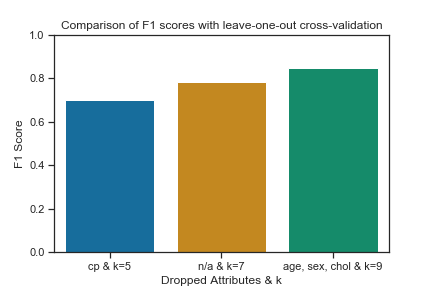 Comparison of F1 scores with leave-one-out cross-validation
1.0
0.8
0.6
0.4
0.2
0.0
F1 Score
cp & k=5
n/a & k=7
age, sex, chol & k=9
Dropped Attributes & k